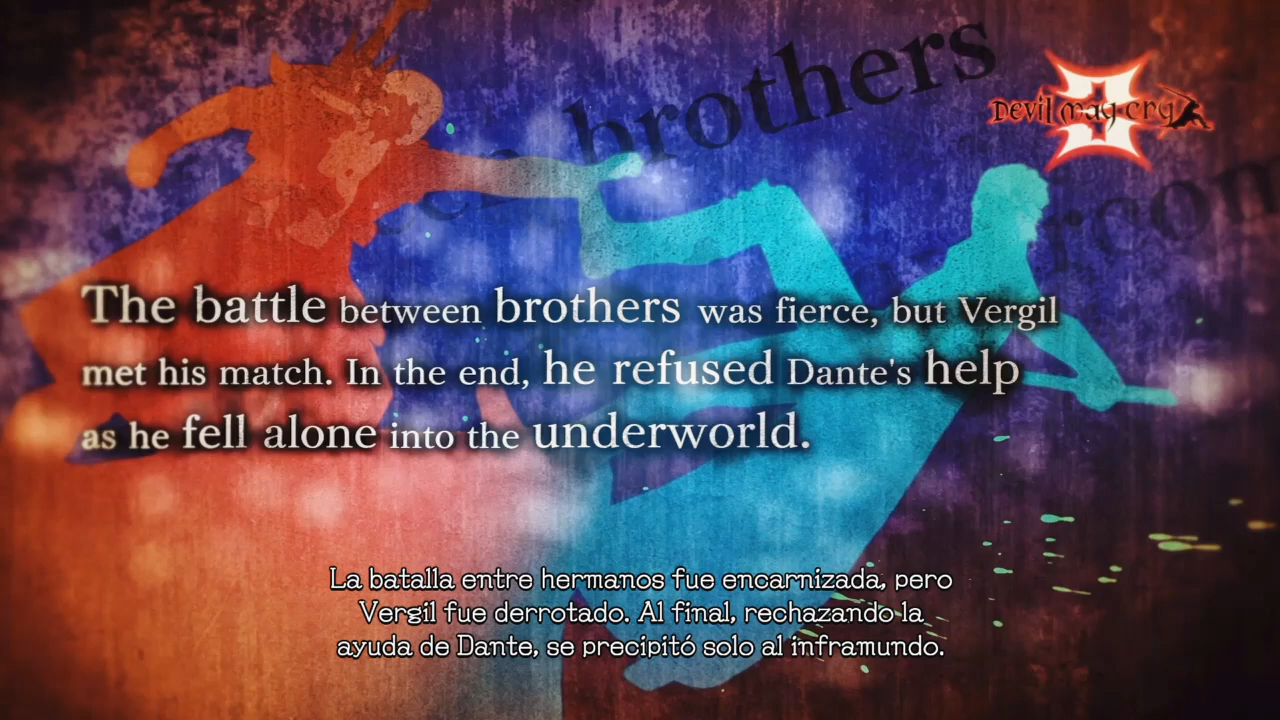 brothers
Devil may cry
3
The battle between brothers was fierce, but Vergil
met his match. In the end, he refused Dante's help
as he fell alone into the underworld.
La batalla entre hermanos fue encarnizada, pero
Vergil fue derrotado. Al final, rechazando la
ayuda de Dante, se precipitó solo al inframundo.